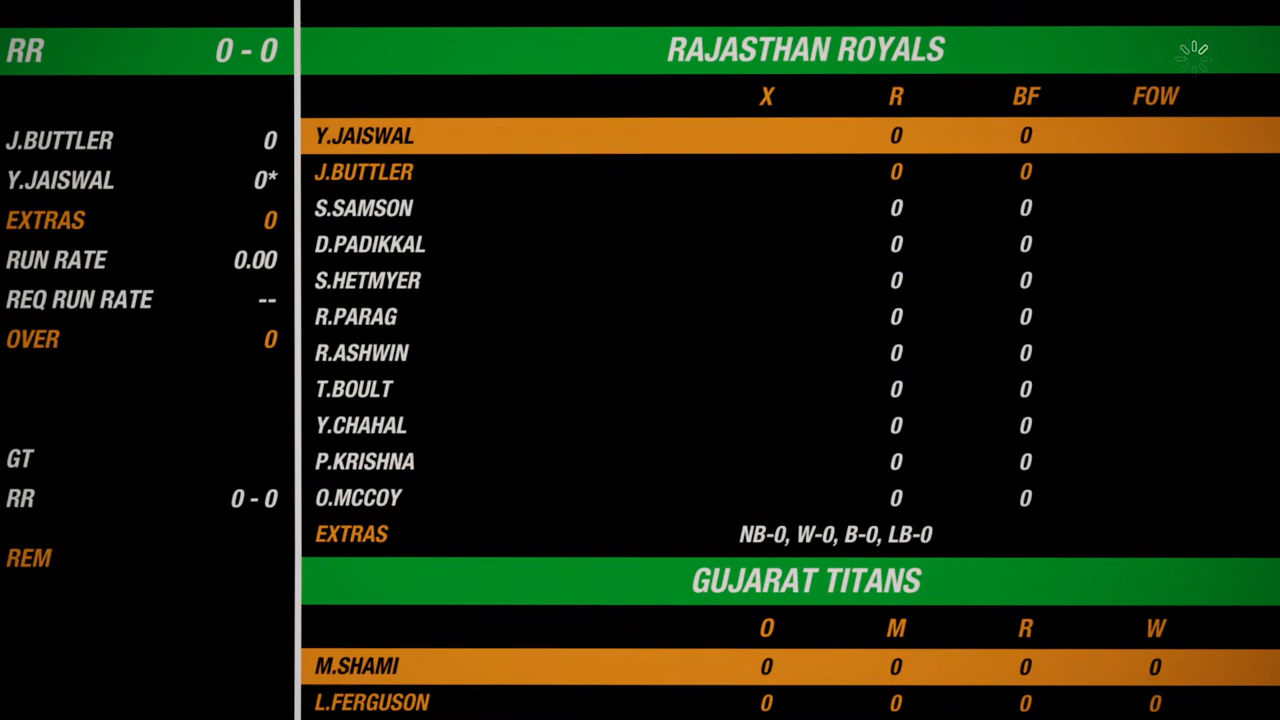 RR 0 - 0
J.BUTTLER 0
Y.JAISWAL 0*
EXTRAS 0
RUN RATE 0.00
REQ RUN RATE --
OVER 0
GT
RR 0 - 0
REM
RAJASTHAN ROYALS
X R BF FOW
Y.JAISWAL 0 0
J.BUTTLER 0 0
S.SAMSON 0 0
D.PADIKKAL 0 0
S.HETMYER 0 0
R.PARAG 0 0
R.ASHWIN 0 0
T.BOULT 0 0
Y.CHAHAL 0 0
P.KRISHNA 0 0
O.MCCOY 0 0
EXTRAS NB-0, W-0, B-0, LB-0
GUJARAT TITANS
O M R W
M.SHAMI 0 0 0 0
L.FERGUSON 0 0 0 0